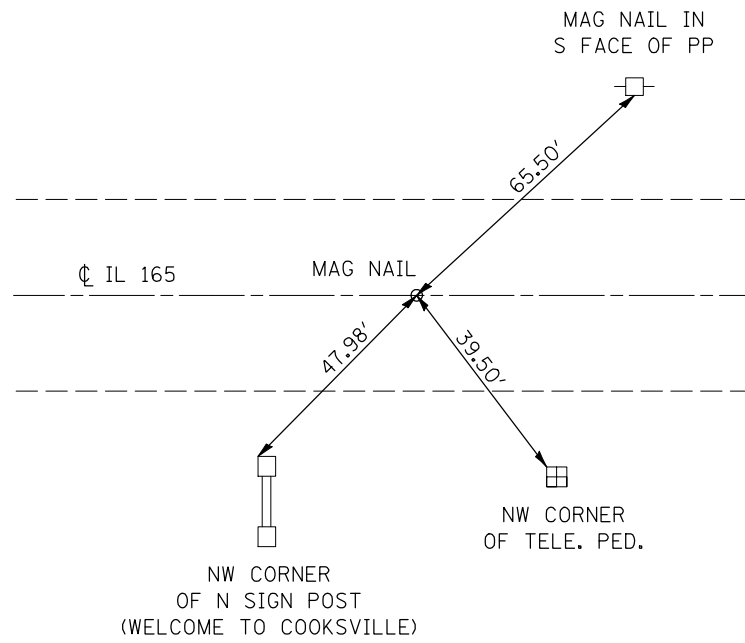 MAG NAIL IN
S FACE OF PP
65.50'
℄ IL 165
MAG NAIL
47.98'
39.50'
NW CORNER
OF TELE. PED.
NW CORNER
OF N SIGN POST
(WELCOME TO COOKSVILLE)